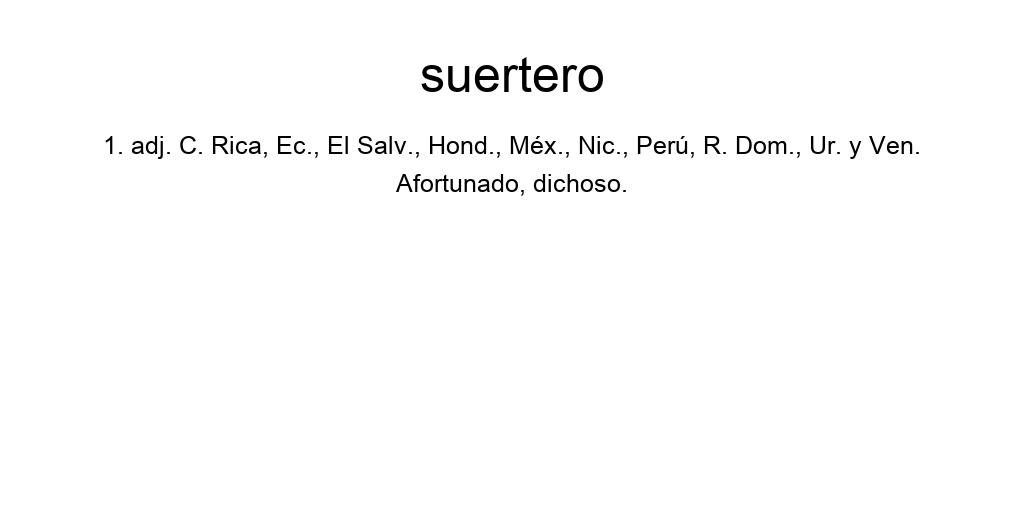 suertero
1. adj. C. Rica, Ec., El Salv., Hond., Méx., Nic., Perú, R. Dom., Ur. y Ven.
Afortunado, dichoso.